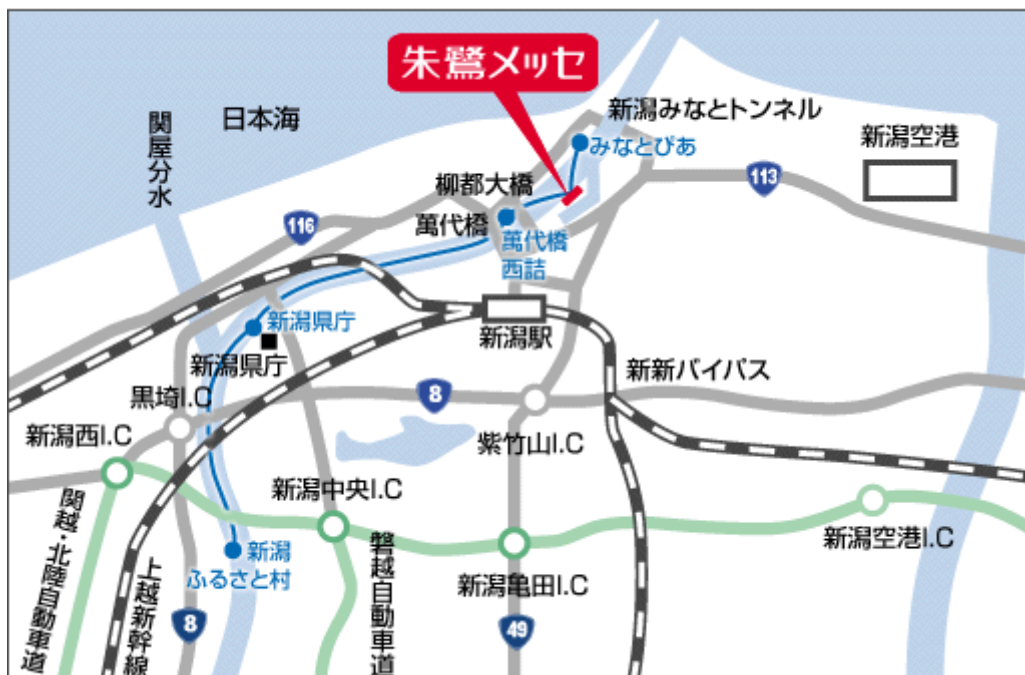 朱鷺メッセ
新潟みなとトンネル
日本海
関屋分水
みなとぴあ
新潟空港
柳都大橋
113
116
萬代橋
萬代橋
西詰
新潟県庁
新潟駅
新潟県庁
新新バイパス
黒埼I.C
8
新潟西I.C
紫竹山I.C
新潟中央I.C
新潟空港I.C
新潟
ふるさと村
新潟亀田I.C
関越・北陸自動車道
上越新幹線
8
磐越自動車道
49